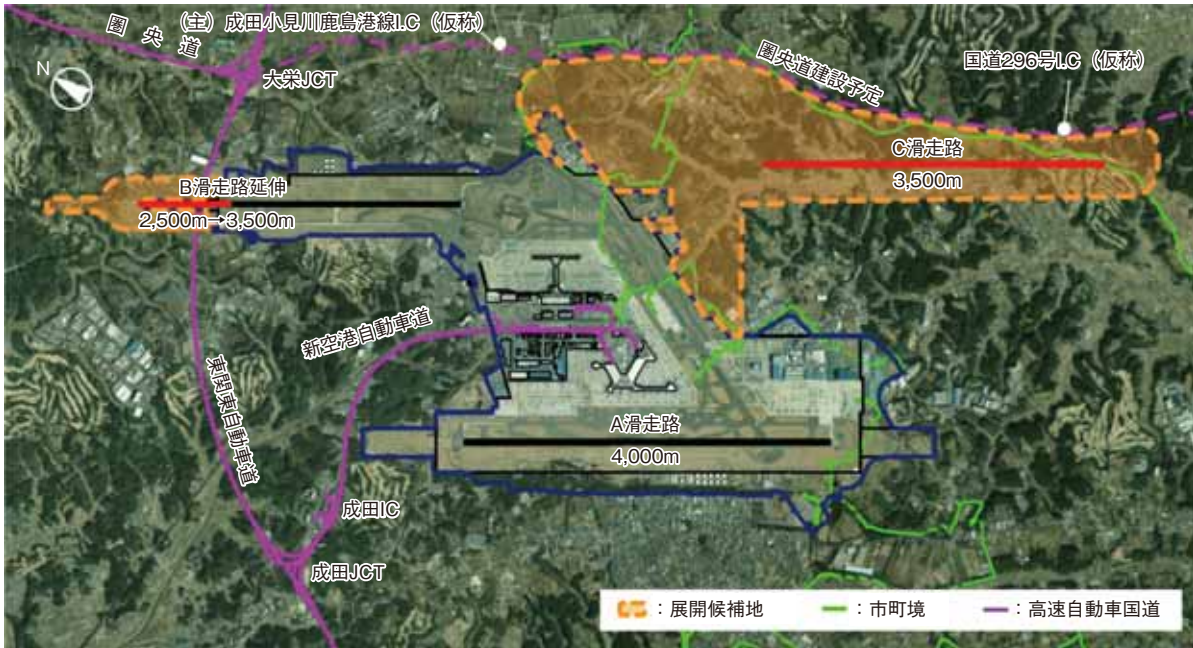 圏央道
(主)成田小見川鹿島港線I.C(仮称)
N
大栄JCT
圏央道建設予定
国道296号I.C(仮称)
B滑走路延伸
2,500m→3,500m
C滑走路
3,500m
新空港自動車道
東関東自動車道
A滑走路
4,000m
成田IC
成田JCT
:展開候補地
:市町境
:高速自動車国道